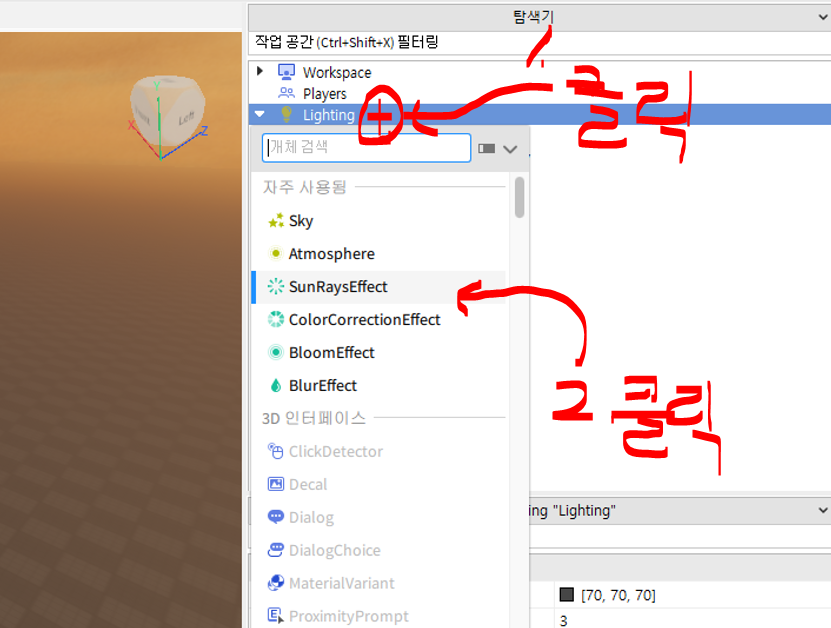 탐색기
작업 공간 (Ctrl+Shift+X) 필터링
Workspace
Players
Lighting
1 클릭
개체 검색
자주 사용됨
Sky
Atmosphere
SunRaysEffect
ColorCorrectionEffect
BloomEffect
BlurEffect
2 클릭
3D 인터페이스
ClickDetector
Decal
Dialog
DialogChoice
MaterialVariant
ProximityPrompt
ing "Lighting"
[70, 70, 70]
3
Y
X
Z
Left